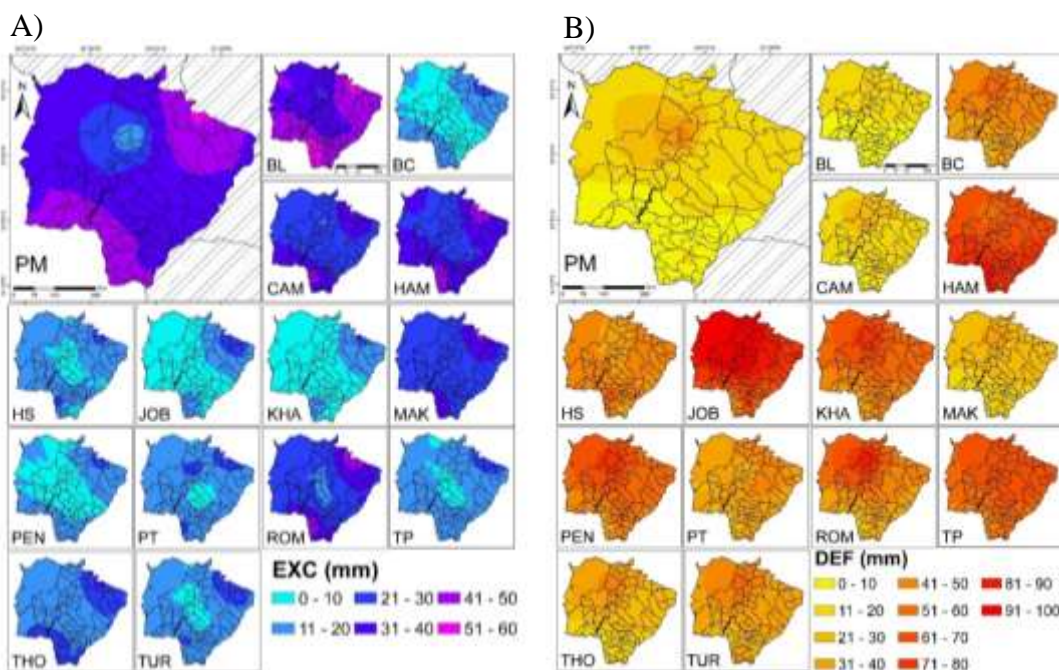 A)
N
PM
BL
BC
CAM
HAM
HS
JOB
KHA
MAK
PEN
PT
ROM
TP
THO
TUR
EXC (mm)
0 - 10
21 - 30
41 - 50
11 - 20
31 - 40
51 - 60
B)
N
PM
BL
BC
CAM
HAM
HS
JOB
KHA
MAK
PEN
PT
ROM
TP
THO
TUR
DEF (mm)
0 - 10
41 - 50
81 - 90
11 - 20
51 - 60
91 - 100
21 - 30
61 - 70
31 - 40
71 - 80